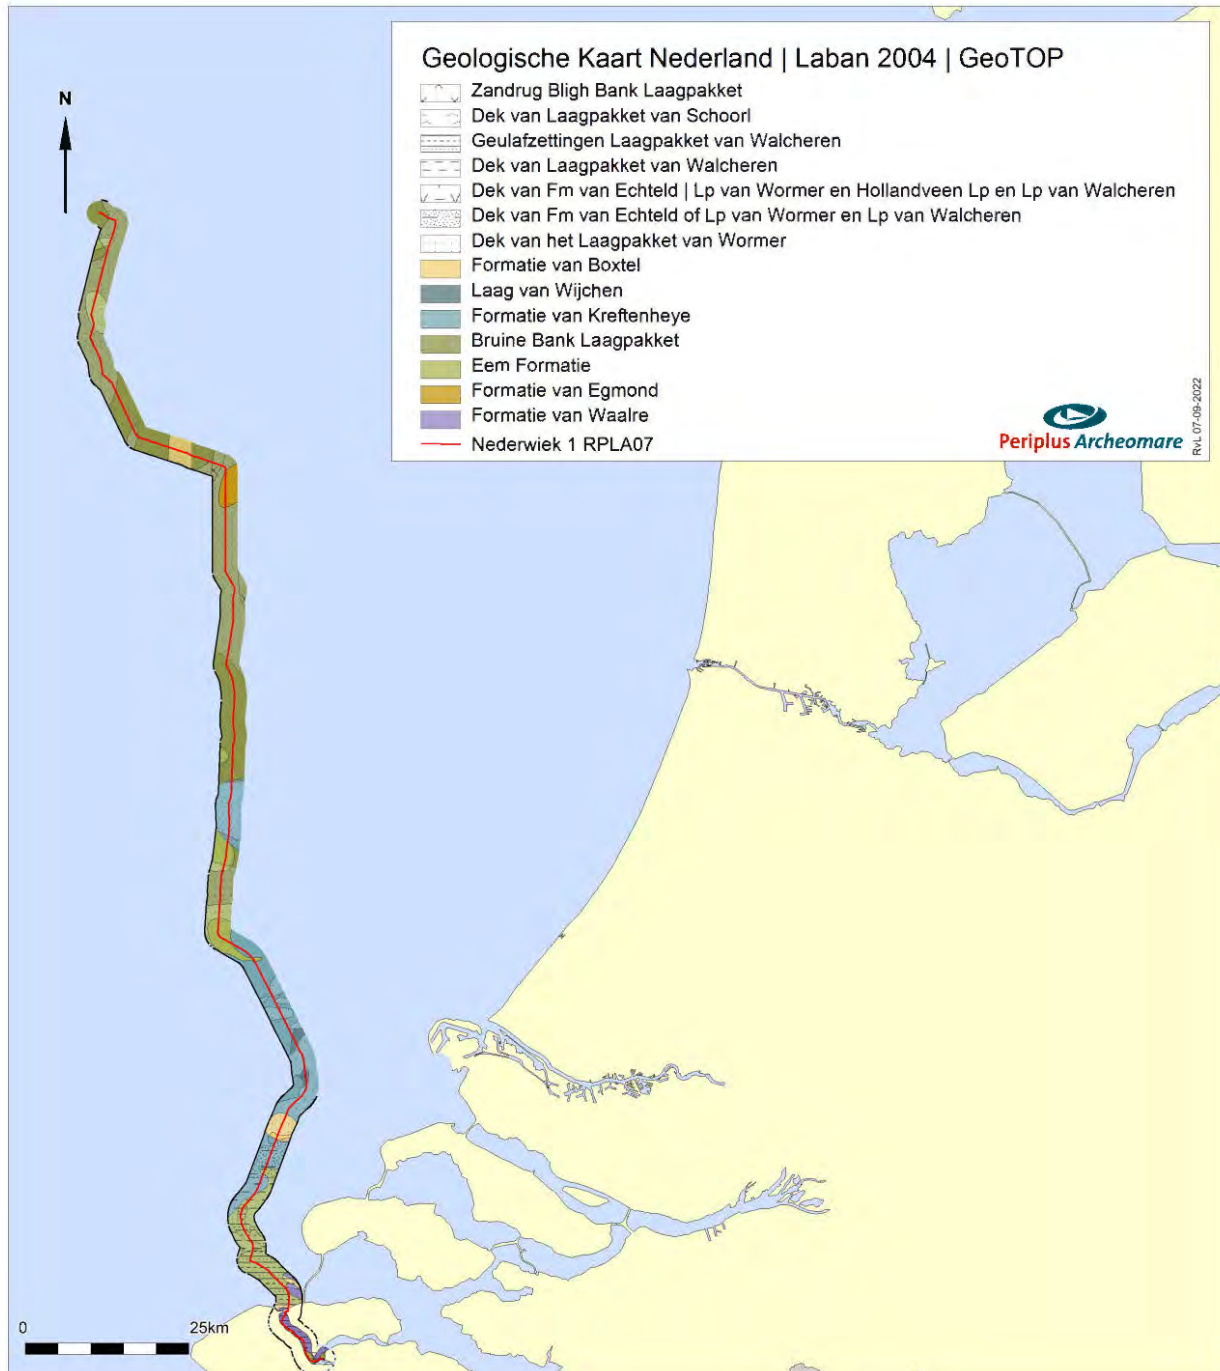 Geologische Kaart Nederland | Laban 2004 | GeoTOP
Zandrug Bligh Bank Laagpakket
Dek van Laagpakket van Schoorl
Geulafzettingen Laagpakket van Walcheren
Dek van Laagpakket van Walcheren
Dek van Fm van Echteld | Lp van Wormer en Hollandveen Lp en Lp van Walcheren
Dek van Fm van Echteld of Lp van Wormer en Lp van Walcheren
Dek van het Laagpakket van Wormer
Formatie van Boxtel
Laag van Wijchen
Formatie van Kreftenheye
Bruine Bank Laagpakket
Eem Formatie
Formatie van Egmond
Formatie van Waalre
Nederwiek 1 RPLA07
Periplus Archeomare
RvL 07-09-2022
N
0 25km